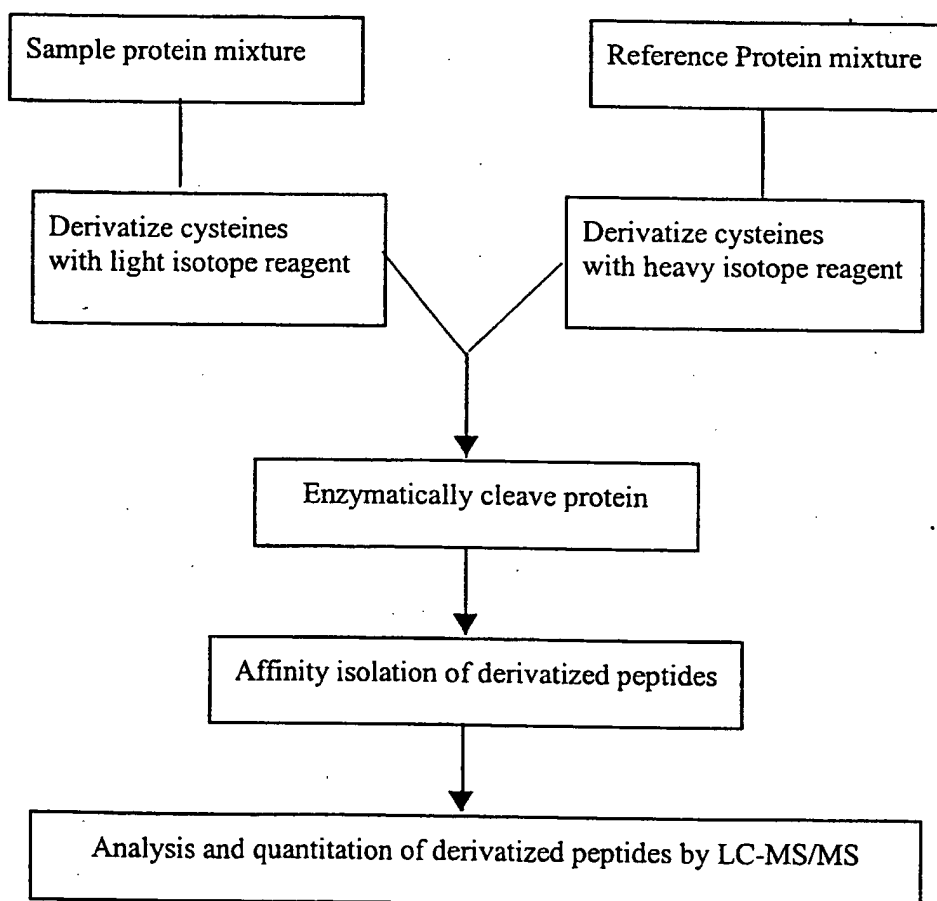 Sample protein mixture
Reference Protein mixture
Derivatize cysteines
with light isotope reagent
Derivatize cysteines
with heavy isotope reagent
Enzymatically cleave protein
Affinity isolation of derivatized peptides
Analysis and quantitation of derivatized peptides by LC-MS/MS